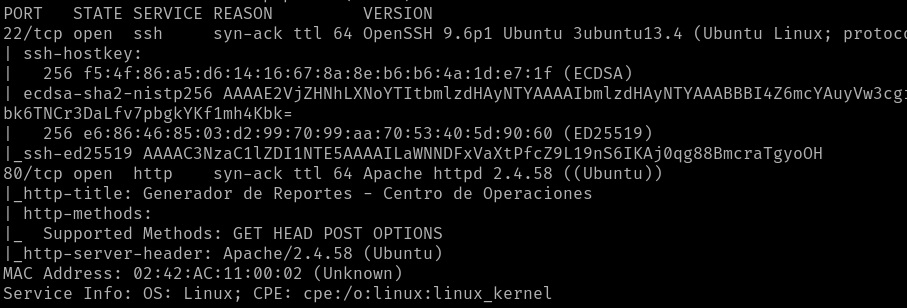 PORT   STATE SERVICE REASON         VERSION
22/tcp open  ssh     syn-ack ttl 64 OpenSSH 9.6p1 Ubuntu 3ubuntu13.4 (Ubuntu Linux; protoco
| ssh-hostkey:
|   256 f5:4f:86:a5:d6:14:16:67:8a:8e:b6:b6:4a:1d:e7:1f (ECDSA)
| ecdsa-sha2-nistp256 AAAAE2VjZHNhLXNoYTItbmlzdHAyNTYAAAAIbmlzdHAyNTYAAABBBI4Z6mcYAuyVw3cgi
bk6TNCr3DaLfv7pbgkYKf1mh4Kbk=
|   256 e6:86:46:85:03:d2:99:70:99:aa:70:53:40:5d:90:60 (ED25519)
|_ssh-ed25519 AAAAC3NzaC1lZDI1NTE5AAAAILaWNNDFxVaXtPfcZ9L19nS6IKAj0qg88BmcraTgyoOH
80/tcp open  http    syn-ack ttl 64 Apache httpd 2.4.58 ((Ubuntu))
|_http-title: Generador de Reportes - Centro de Operaciones
| http-methods:
|_  Supported Methods: GET HEAD POST OPTIONS
|_http-server-header: Apache/2.4.58 (Ubuntu)
MAC Address: 02:42:AC:11:00:02 (Unknown)
Service Info: OS: Linux; CPE: cpe:/o:linux:linux_kernel